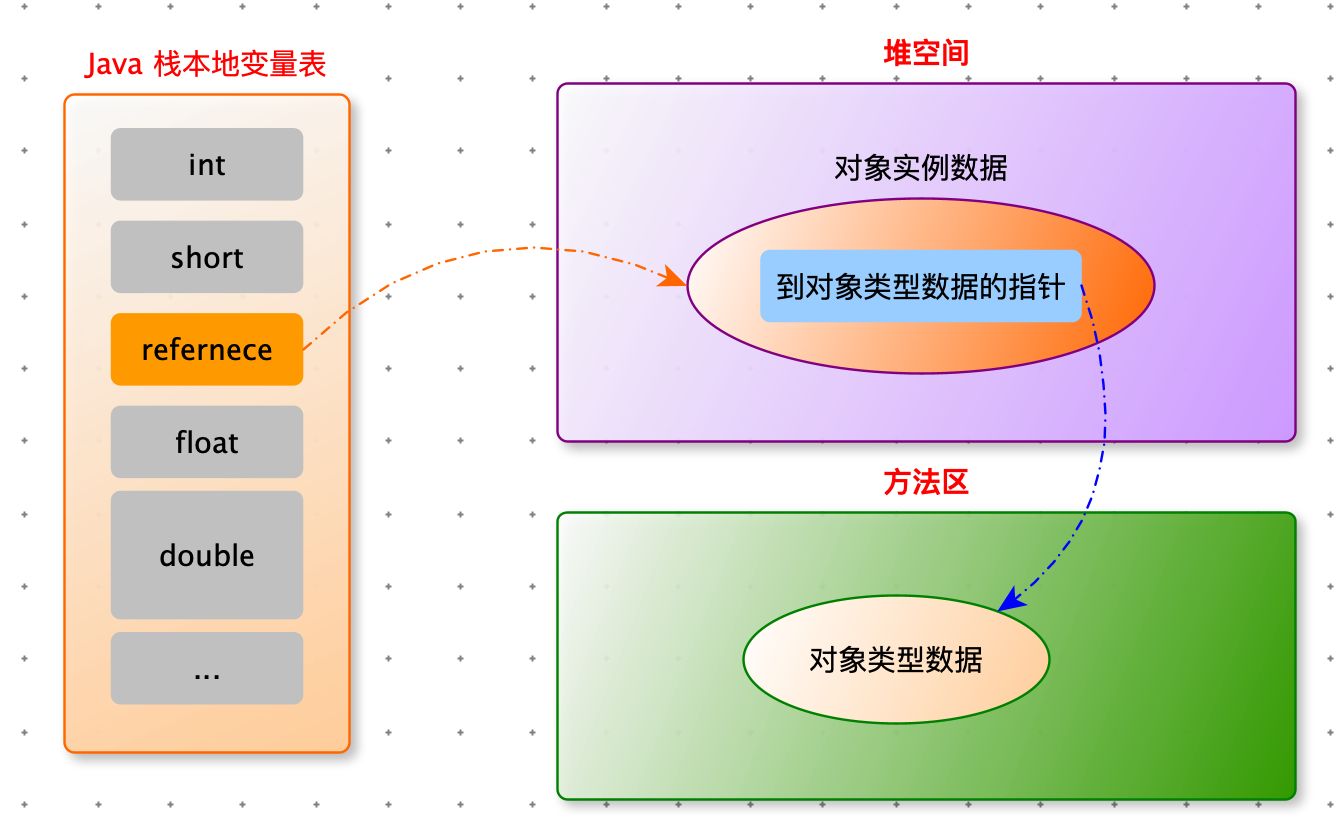 Java 栈本地变量表
int
short
refernece
float
double
...
堆空间
对象实例数据
到对象类型数据的指针
方法区
对象类型数据